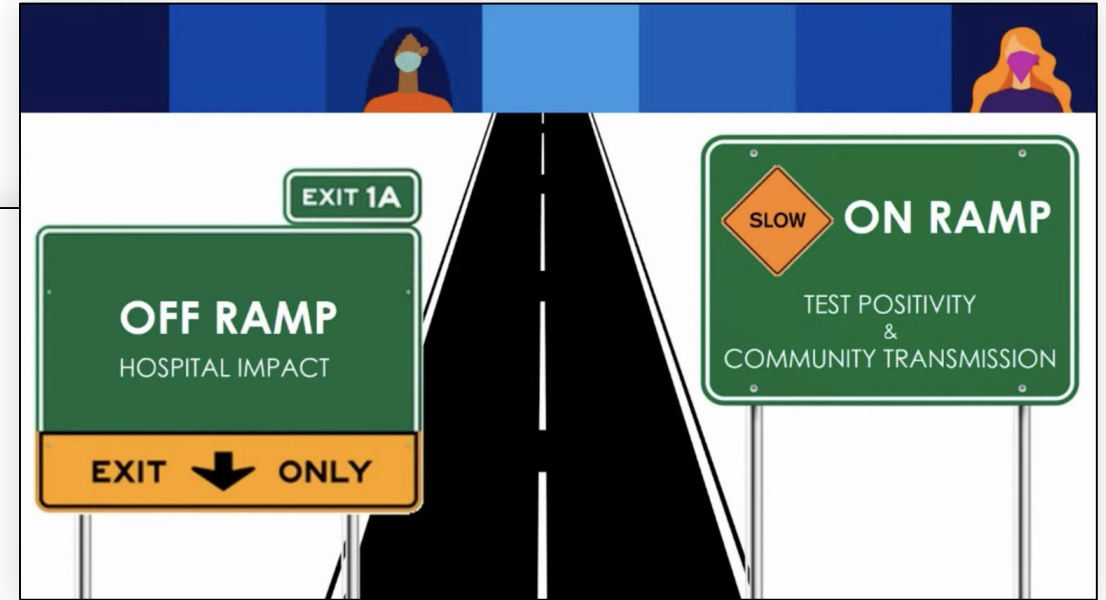 EXIT 1A
OFF RAMP
HOSPITAL IMPACT
EXIT ONLY
SLOW
ON RAMP
TEST POSITIVITY
&
COMMUNITY TRANSMISSION